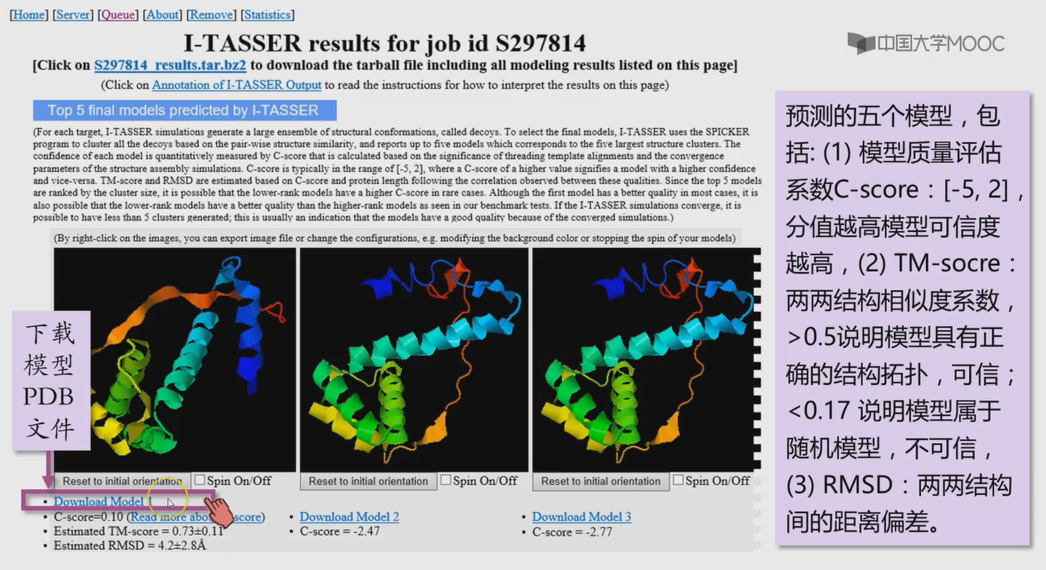 [Home] [Server] [Queue] [About] [Remove] [Statistics]
I-TASSER results for job id S297814
[Click on S297814_results.tar.bz2 to download the tarball file including all modeling results listed on this page]
(Click on Annotation of I-TASSER Output to read the instructions for how to interpret the results on this page)
Top 5 final models predicted by I-TASSER
(For each target, I-TASSER simulations generate a large ensemble of structural conformations, called decoys. To select the final models, I-TASSER uses the SPICKER
program to cluster all the decoys based on the pair-wise structure similarity, and reports up to five models which corresponds to the five largest structure clusters. The
confidence of each model is quantitatively measured by C-score that is calculated based on the significance of threading template alignments and the convergence
parameters of the structure assembly simulations. C-score is typically in the range of [-5, 2], where a C-score of a higher value signifies a model with a higher confidence
and vice-versa. TM-score and RMSD are estimated based on C-score and protein length following the correlation observed between these qualities. Since the top 5 models
are ranked by the cluster size, it is possible that the lower-rank models have a higher C-score in rare cases. Although the first model has a better quality in most cases, it is
also possible that the lower-rank models have a better quality than the higher-rank models as seen in our benchmark tests. If the I-TASSER simulations converge, it is
possible to have less than 5 clusters generated; this is usually an indication that the models have a good quality because of the converged simulations.)
(By right-click on the images, you can export image file or change the configurations, e.g. modifying the background color or stopping the spin of your models)
Reset to initial orientation Spin On/Off
Download Model 1
C-score=0.10 (Read more about score)
Estimated TM-score = 0.73±0.11
Estimated RMSD = 4.2±2.8Å
Reset to initial orientation Spin On/Off
Download Model 2
C-score = -2.47
Reset to initial orientation Spin On/Off
Download Model 3
C-score = -2.77
下载
模型
PDB
文件
中国大学MOOC
预测的五个模型，包
括: (1) 模型质量评估
系数C-score：[-5, 2]，
分值越高模型可信度
越高，(2) TM-socre：
两两结构相似度系数，
>0.5说明模型具有正
确的结构拓扑，可信；
<0.17 说明模型属于
随机模型，不可信，
(3) RMSD：两两结构
间的距离偏差。